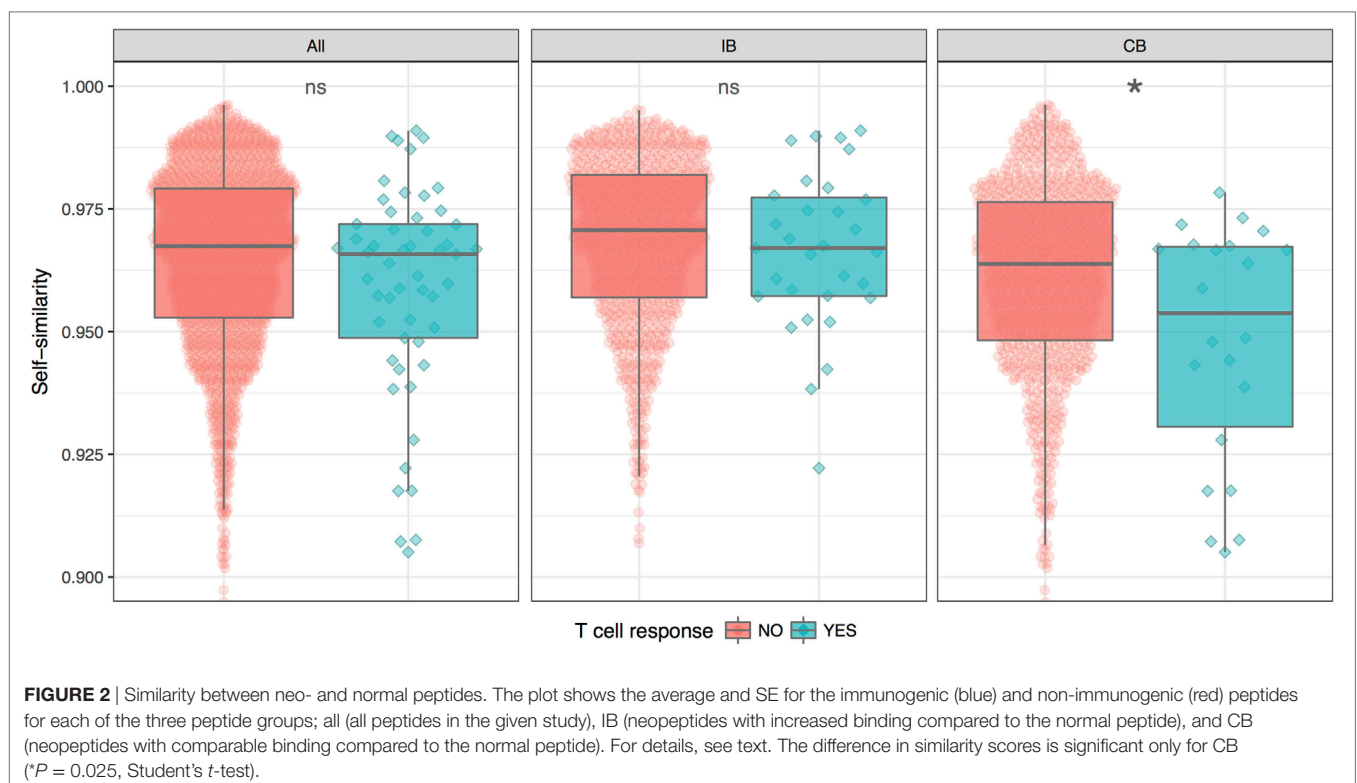 All
IB
CB
ns
ns
*
1.000
0.975
0.950
0.925
0.900
Self−similarity
T cell response NO YES
FIGURE 2 | Similarity between neo- and normal peptides. The plot shows the average and SE for the immunogenic (blue) and non-immunogenic (red) peptides
for each of the three peptide groups; all (all peptides in the given study), IB (neopeptides with increased binding compared to the normal peptide), and CB
(neopeptides with comparable binding compared to the normal peptide). For details, see text. The difference in similarity scores is significant only for CB
(*P = 0.025, Student’s t-test).